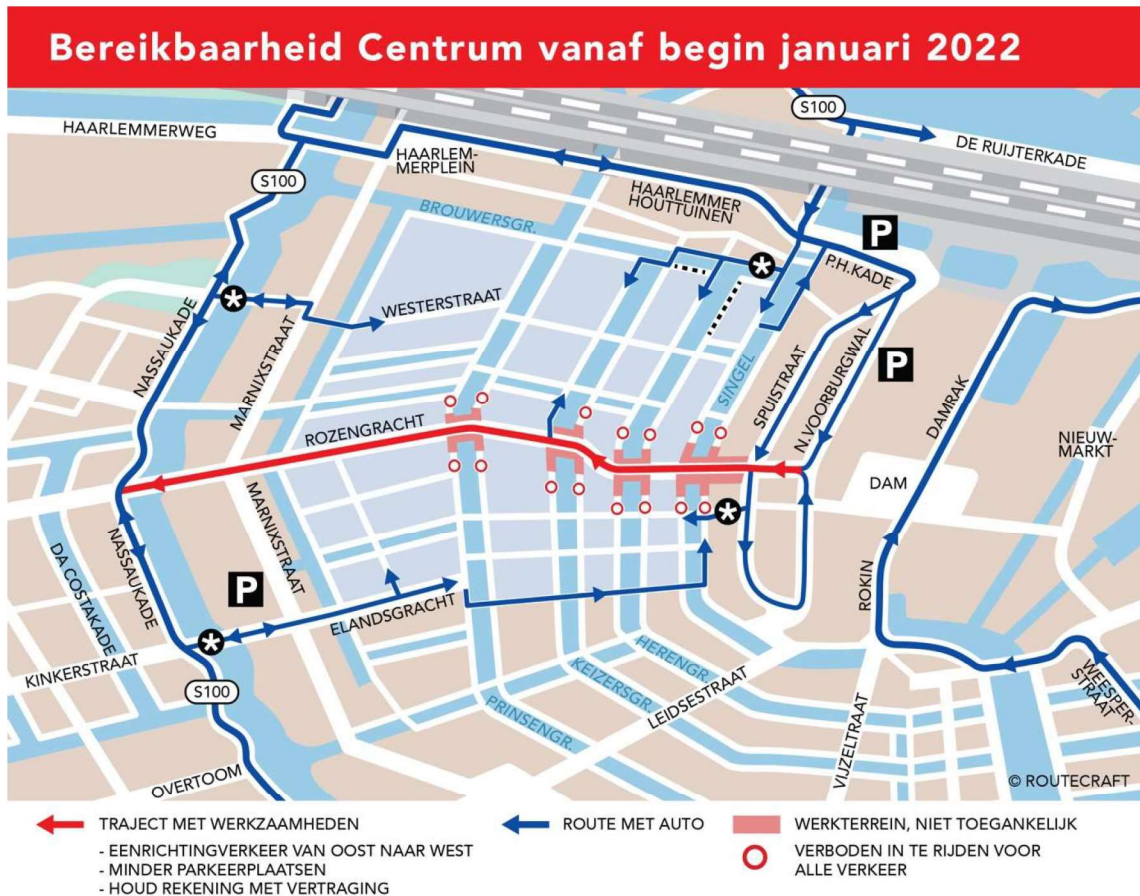 Bereikbaarheid Centrum vanaf begin januari 2022
S100
HAARLEMMERWEG
DE RUIJTERKADE
HAARLEM-
MERPLEIN
S100
HAARLEMMER
HOUTTUINEN
BROUWERSGR.
P
P.H.KADE
*
*
WESTERSTRAAT
NASSAUKADE
MARNIXSTRAAT
SINGEL
SPUISTRAAT
N. VOORBURGWAL
P
DAMRAK
NIEUW-
MARKT
ROZENGRACHT
DAM
*
MARNIXSTRAAT
NASSAUKADE
DA COSTAKADE
P
ELANDSGRACHT
ROKIN
*
KINKERSTRAAT
S100
HERENGR.
KEIZERSGR.
PRINSENGR.
LEIDSESTRAAT
WEESPER-
STRAAT
VIJZELTRAAT
OVERTOOM
© ROUTECRAFT
TRAJECT MET WERKZAAMHEDEN
- EENRICHTINGVERKEER VAN OOST NAAR WEST
- MINDER PARKEERPLAATSEN
- HOUD REKENING MET VERTRAGING
ROUTE MET AUTO
WERKTERREIN, NIET TOEGANKELIJK
VERBODEN IN TE RIJDEN VOOR
ALLE VERKEER